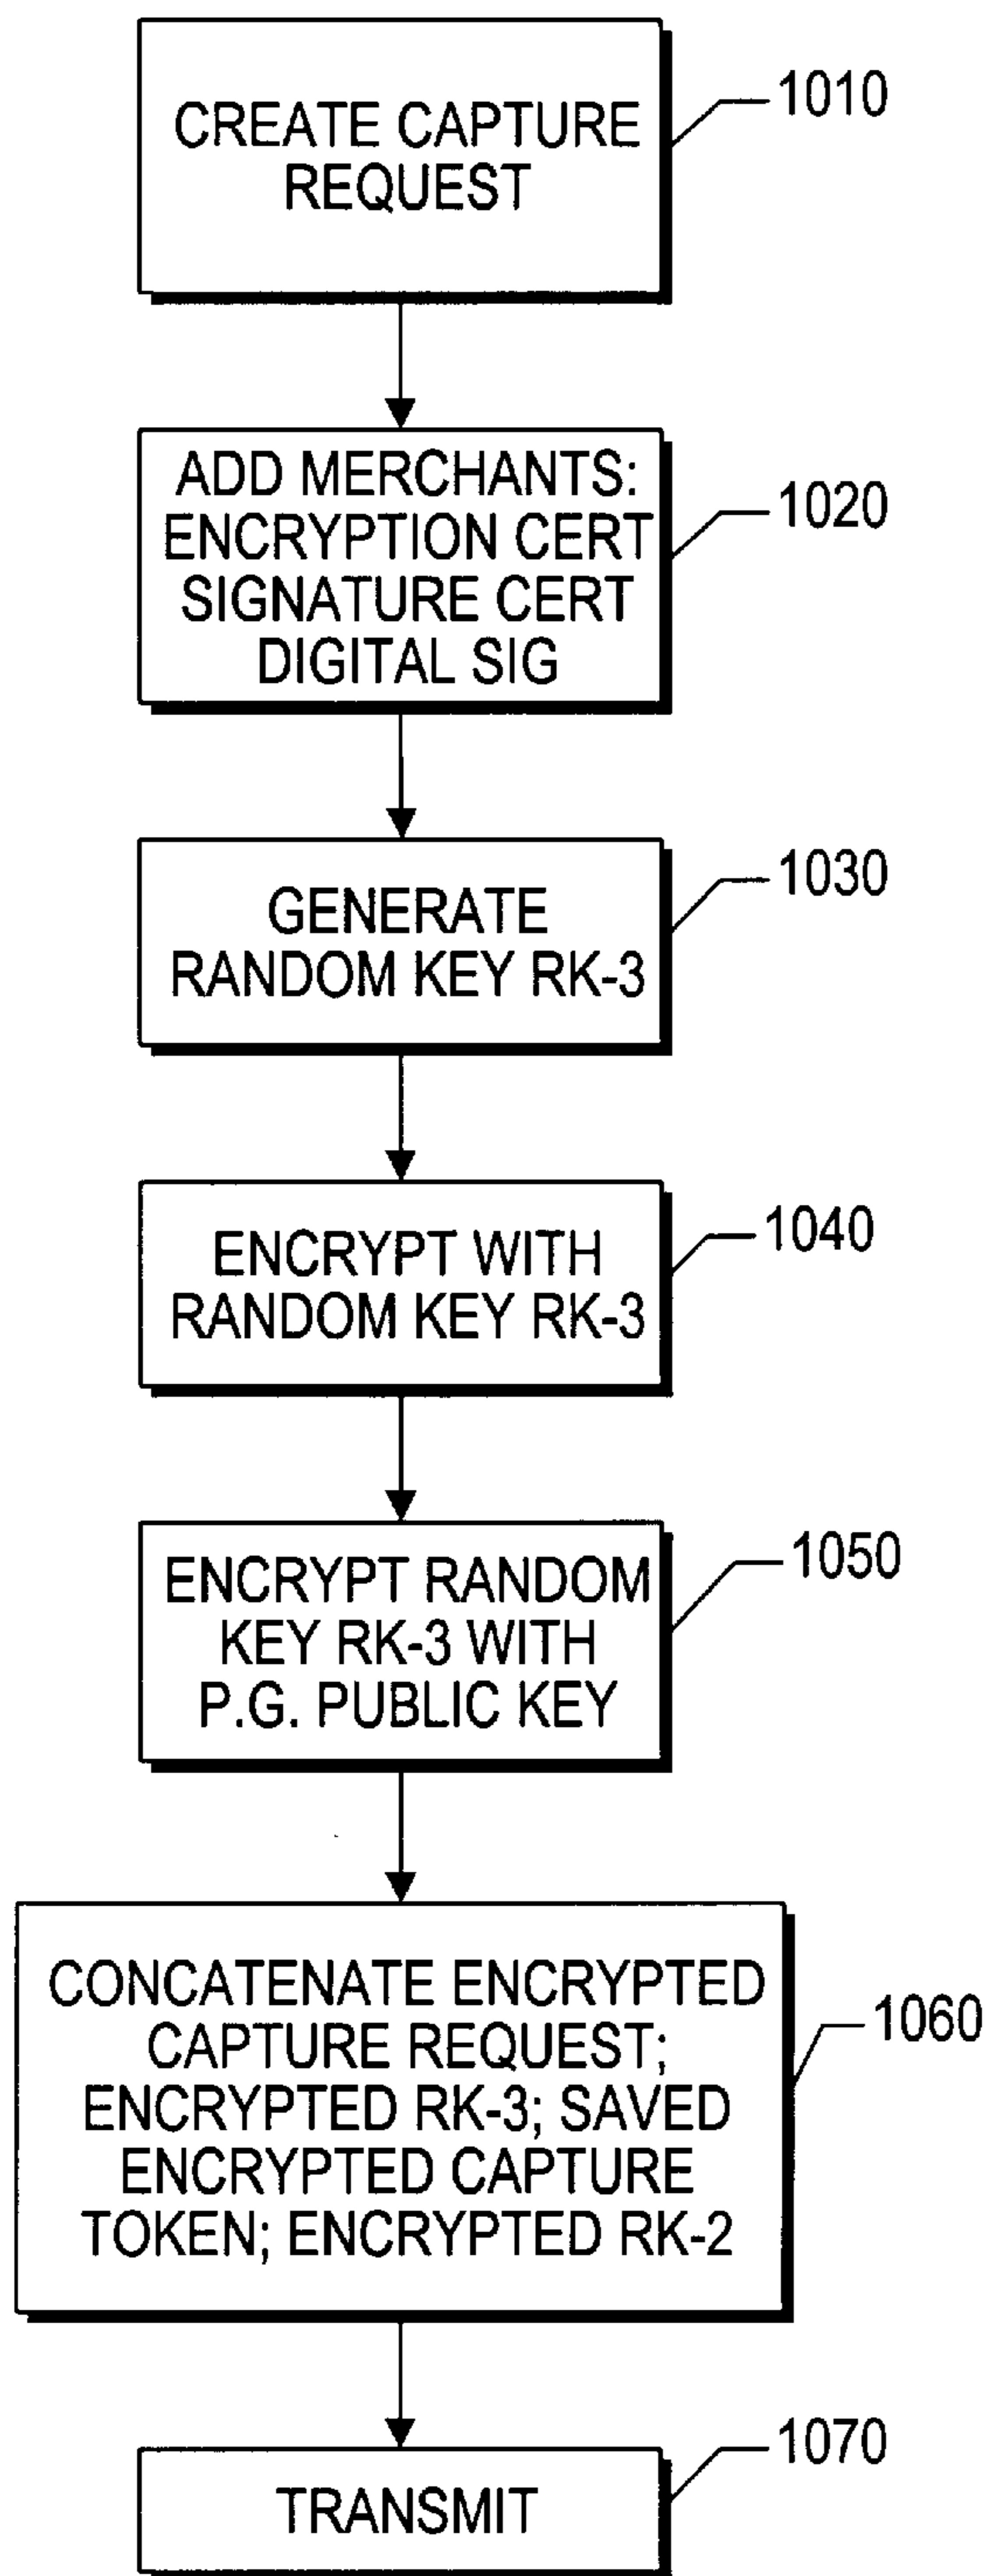 CREATE CAPTURE
REQUEST
1010
ADD MERCHANTS:
ENCRYPTION CERT
SIGNATURE CERT
DIGITAL SIG
1020
GENERATE
RANDOM KEY RK-3
1030
ENCRYPT WITH
RANDOM KEY RK-3
1040
ENCRYPT RANDOM
KEY RK-3 WITH
P.G. PUBLIC KEY
1050
CONCATENATE ENCRYPTED
CAPTURE REQUEST;
ENCRYPTED RK-3; SAVED
ENCRYPTED CAPTURE
TOKEN; ENCRYPTED RK-2
1060
TRANSMIT
1070